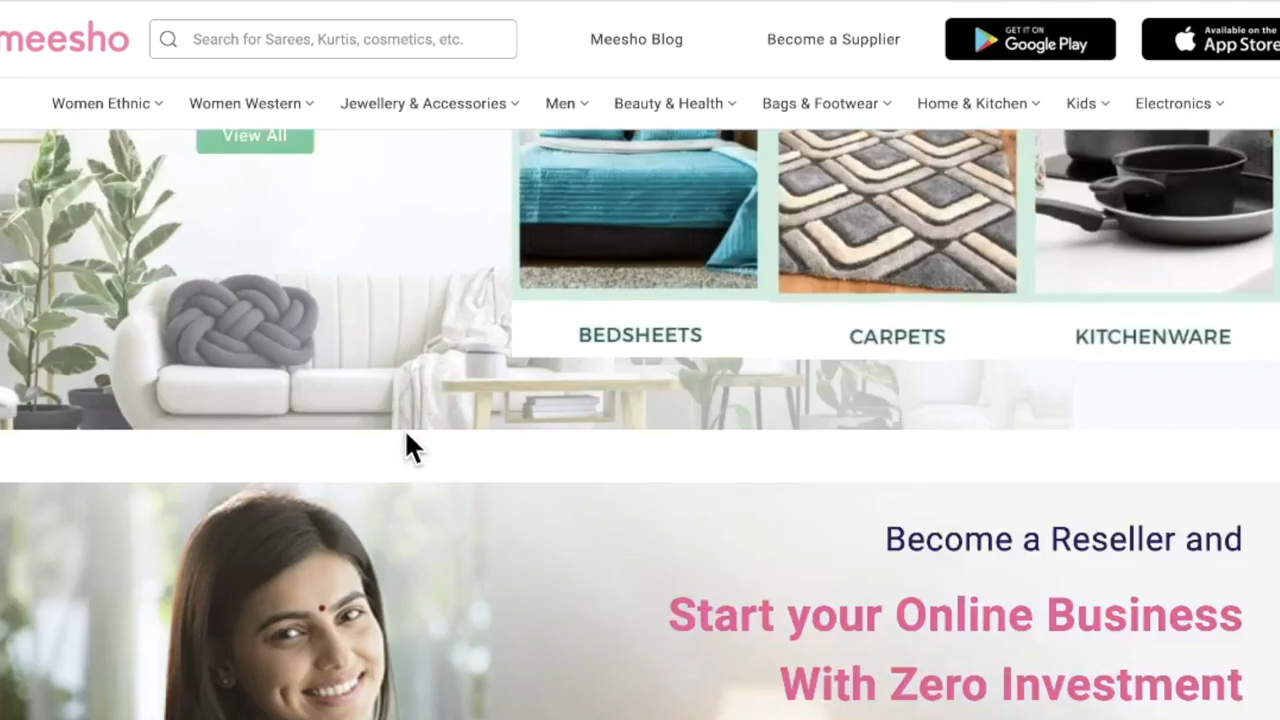 meesho
Search for Sarees, Kurtis, cosmetics, etc.
Meesho Blog
Become a Supplier
GET IT ON
Google Play
Available on the
App Store
Women Ethnic
Women Western
Jewellery & Accessories
Men
Beauty & Health
Bags & Footwear
Home & Kitchen
Kids
Electronics
View All
BEDSHEETS
CARPETS
KITCHENWARE
Become a Reseller and
Start your Online Business
With Zero Investment